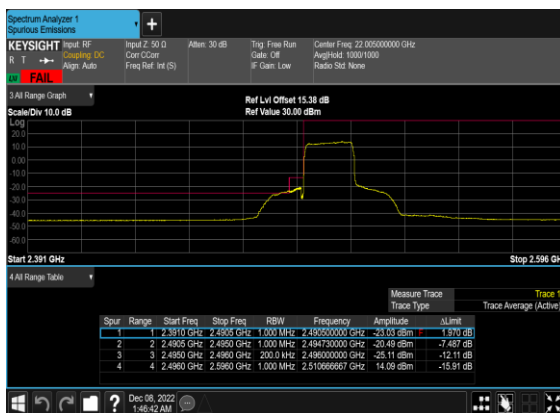 Spectrum Analyzer 1
Spurious Emissions
KEYSIGHT Input: RF Input Z: 50 Ω Atten: 30 dB Trig: Free Run Center Freq: 22.005000000 GHz
R T Coupling: DC Corr CCorr Gate: Off Avg|Hold: 1000/1000
Align: Auto Freq Ref: Int (S) IF Gain: Low Radio Std: None
FAIL
3 All Range Graph
Ref Lvl Offset 15.38 dB
Scale/Div 10.0 dB Ref Value 30.00 dBm
Log
20.0
10.0
0.00
-10.0
-20.0
-30.0
-40.0
-50.0
-60.0
Start 2.391 GHz Stop 2.596 GH
4 All Range Table
Measure Trace Trace 1
Trace Type Trace Average (Active)
Spur Range Start Freq Stop Freq RBW Frequency Amplitude ΔLimit
1 1 2.3910 GHz 2.4905 GHz 1.000 MHz 2.490500000 GHz -23.03 dBm F 1.970 dB
2 2 2.4905 GHz 2.4950 GHz 1.000 MHz 2.494730000 GHz -20.49 dBm -7.487 dB
3 3 2.4950 GHz 2.4960 GHz 200.0 kHz 2.496000000 GHz -25.11 dBm -12.11 dB
4 4 2.4960 GHz 2.5960 GHz 1.000 MHz 2.510666667 GHz 14.09 dBm -15.91 dB
Dec 08, 2022
1:46:42 AM